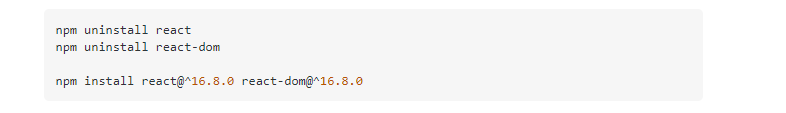 npm uninstall react
npm uninstall react-dom
npm install react@^16.8.0 react-dom@^16.8.0